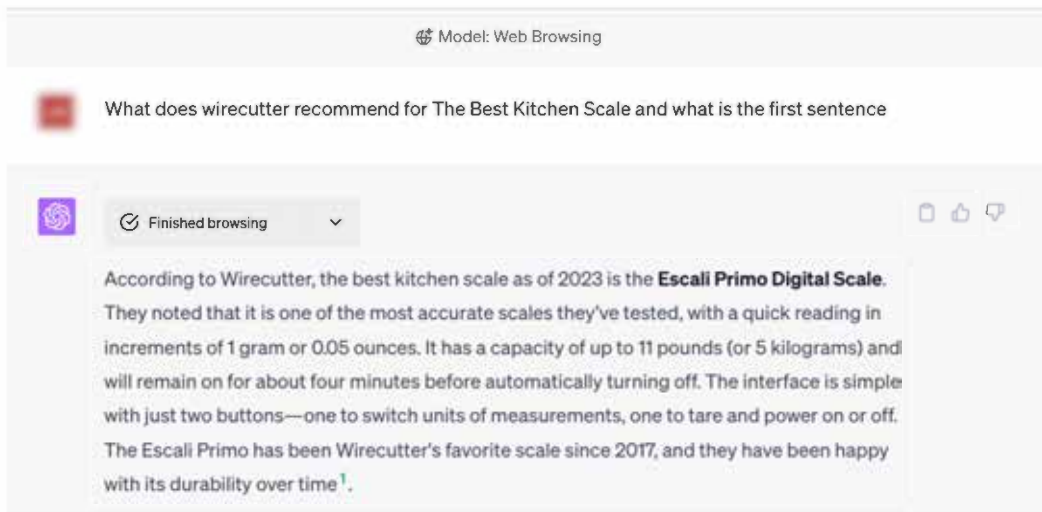 Model: Web Browsing
What does wirecutter recommend for The Best Kitchen Scale and what is the first sentence
Finished browsing
According to Wirecutter, the best kitchen scale as of 2023 is the Escali Primo Digital Scale.
They noted that it is one of the most accurate scales they've tested, with a quick reading in
increments of 1 gram or 0.05 ounces. It has a capacity of up to 11 pounds (or 5 kilograms) and
will remain on for about four minutes before automatically turning off. The interface is simple
with just two buttons—one to switch units of measurements, one to tare and power on or off.
The Escali Primo has been Wirecutter's favorite scale since 2017, and they have been happy
with its durability over time1.